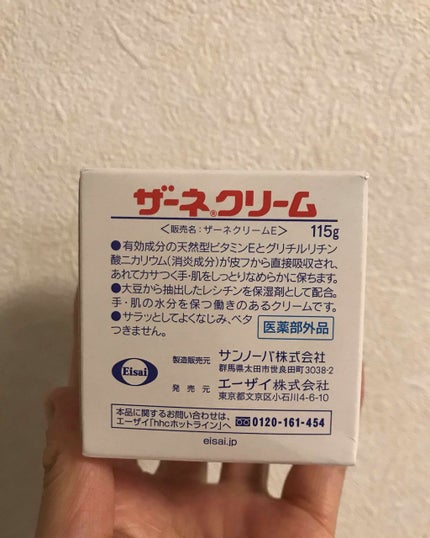 ザーネ®クリーム
＜販売名：ザーネクリームE＞ 115g
●有効成分の天然型ビタミンEとグリチルリチン
酸二カリウム(消炎成分)が皮フから直接吸収され、
あれてカサつく手・肌をしっとりなめらかに保ちます。
●大豆から抽出したレシチンを保湿剤として配合。
手・肌の水分を保つ働きのあるクリームです。
●サラッとしてよくなじみ、ベタ
つきません。
医薬部外品
Eisai
製造販売元 サンノーバ株式会社
群馬県太田市世良田町3038-2
発売元 エーザイ株式会社
東京都文京区小石川4-6-10
本品に関するお問い合わせは、
エーザイ「hhcホットライン」へ 0120-161-454
eisai.jp